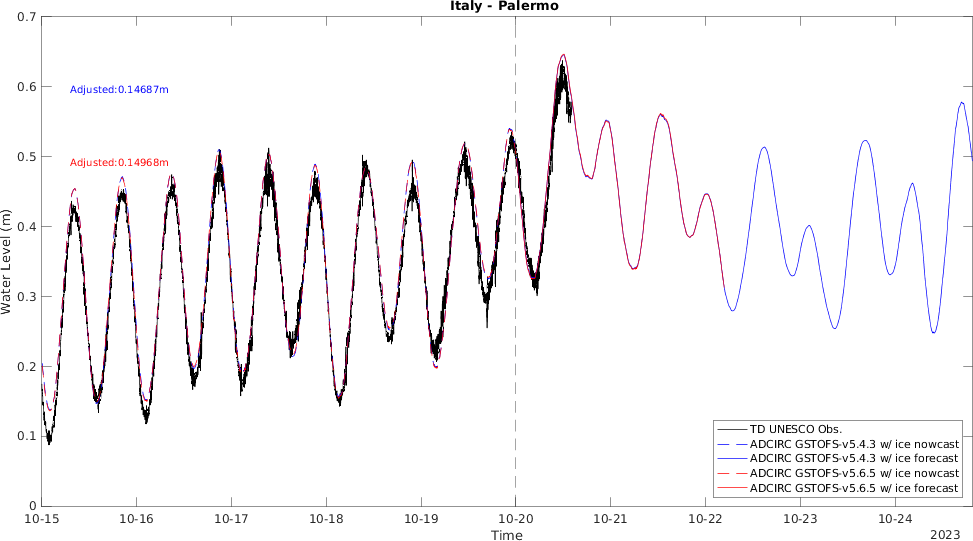 Italy - Palermo
0.7
0.6
0.5
0.4
0.3
0.2
0.1
0
Water Level (m)
Adjusted:0.14687m
Adjusted:0.14968m
TD UNESCO Obs.
ADCIRC GSTOFS-v5.4.3 w/ ice nowcast
ADCIRC GSTOFS-v5.4.3 w/ ice forecast
ADCIRC GSTOFS-v5.6.5 w/ ice nowcast
ADCIRC GSTOFS-v5.6.5 w/ ice forecast
10-15 10-16 10-17 10-18 10-19 10-20 10-21 10-22 10-23 10-24
Time
2023